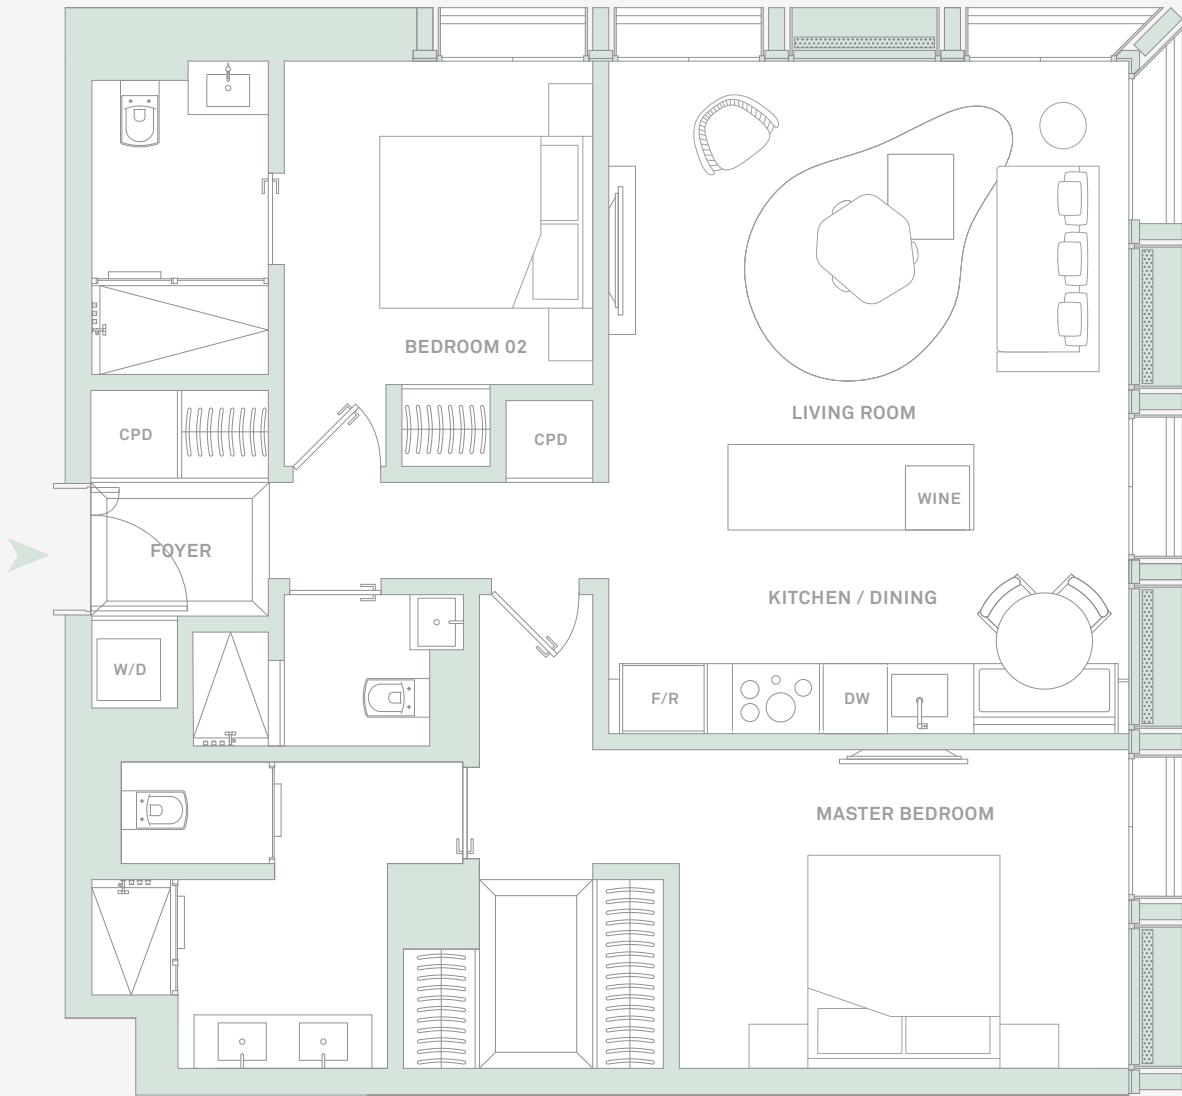 BEDROOM 02
LIVING ROOM
CPD
CPD
WINE
FOYER
KITCHEN / DINING
W/D
F/R
DW
MASTER BEDROOM